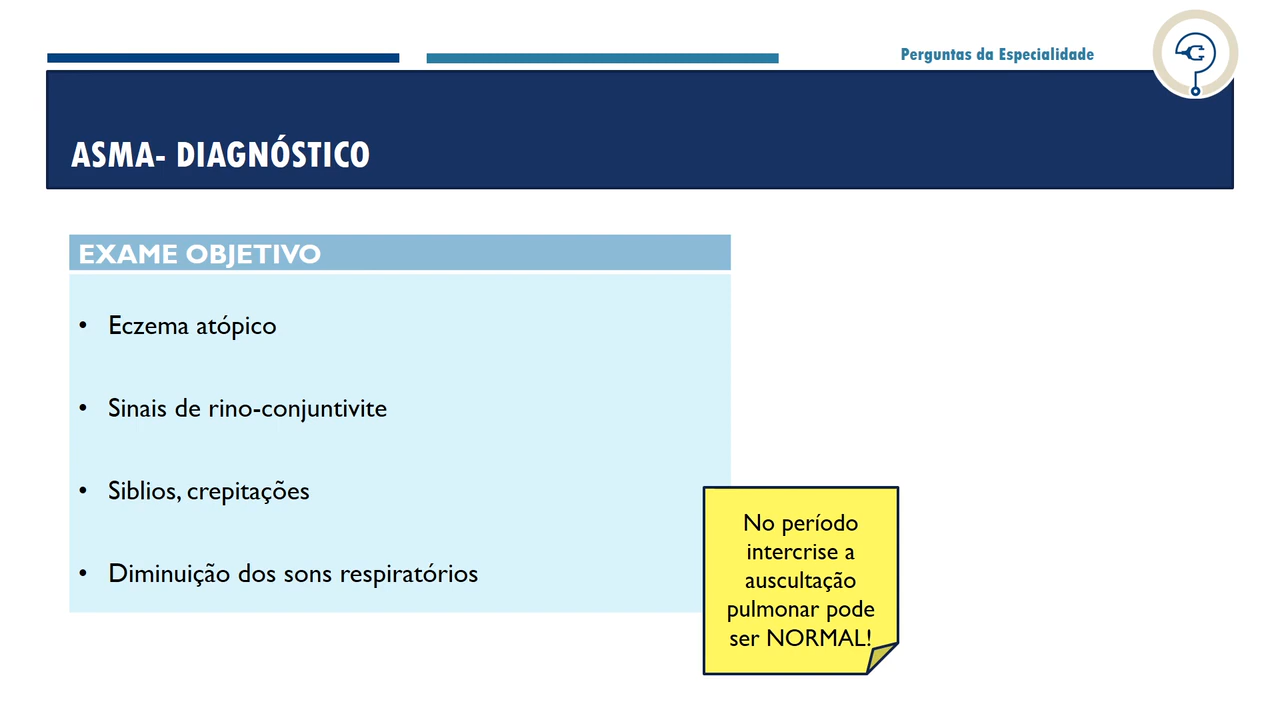 Perguntas da Especialidade
ASMA- DIAGNÓSTICO
EXAME OBJETIVO
• Eczema atópico
• Sinais de rino-conjuntivite
• Siblios, crepitações
• Diminuição dos sons respiratórios
No período
intercrise a
auscultação
pulmonar pode
ser NORMAL!